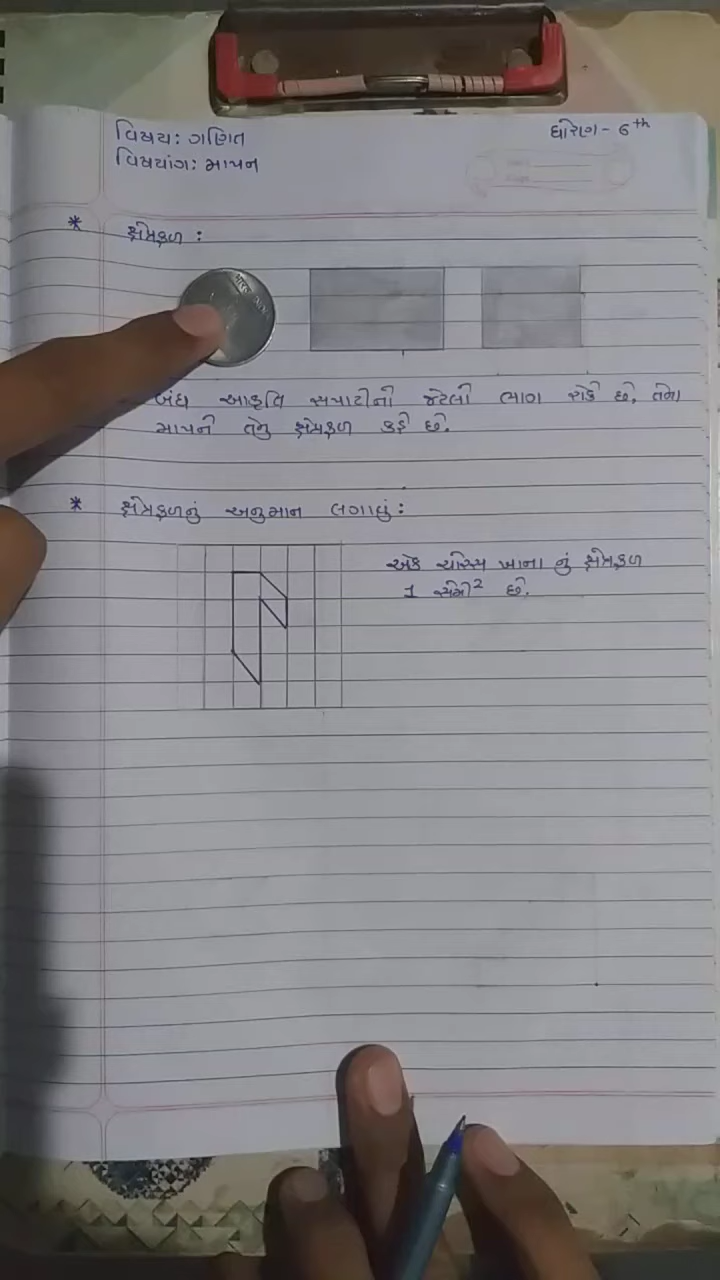 વિષય: ગણિત
ધોરણ - 6th
વિષયાંગ: માપન
* ક્ષેત્રફળ :
બંધ આકૃતિ સપાટીનો જેટલો ભાગ રોકે છે, તેના
માપને તેનુ ક્ષેત્રફળ કહે છે.
* ક્ષેત્રફળનું અનુમાન લગાવવું :
એક ચોરસ ખાના નું ક્ષેત્રફળ
1 સેમી² છે.